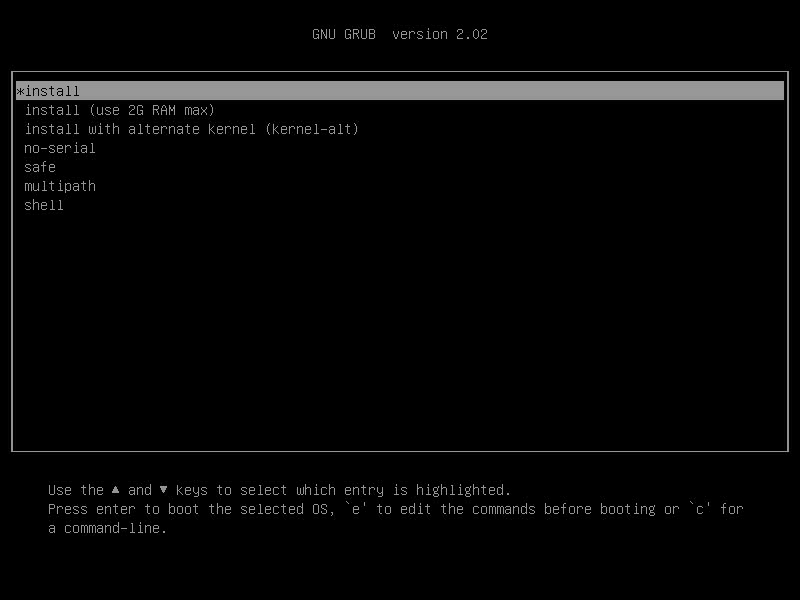 GNU GRUB  version 2.02
*install
install (use 2G RAM max)
install with alternate kernel (kernel-alt)
no-serial
safe
multipath
shell
Use the ▲ and ▼ keys to select which entry is highlighted.
Press enter to boot the selected OS, `e' to edit the commands before booting or `c' for
a command-line.